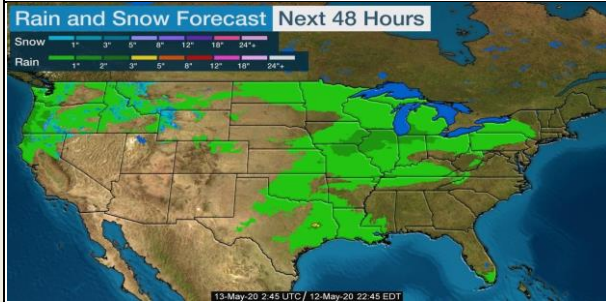 Rain and Snow Forecast Next 48 Hours
Snow
1" 3" 5" 8" 12" 18" 24"+
Rain
1" 2" 3" 5" 8" 12" 18" 24"+
13-May-20 2:45 UTC / 12-May-20 22:45 EDT